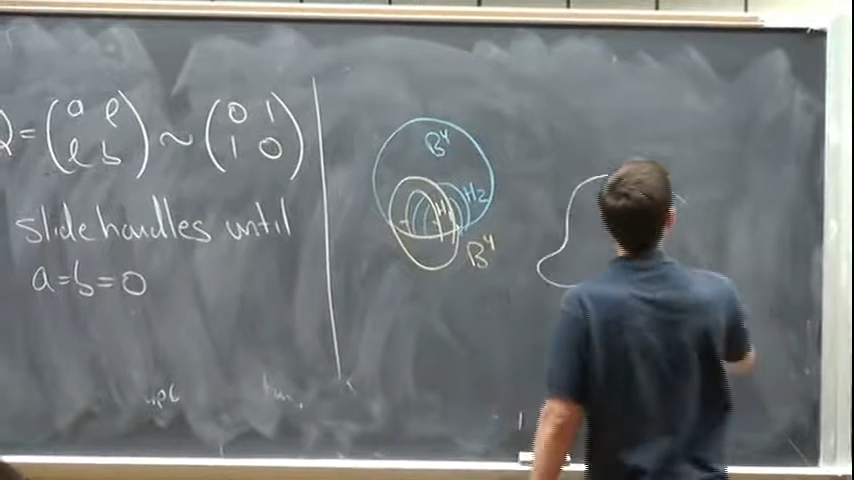 Q = (a l ; l b) ~ (0 1 ; 1 0)
slide handles until
a=b=0
B⁴
H₂
H₁
B⁴